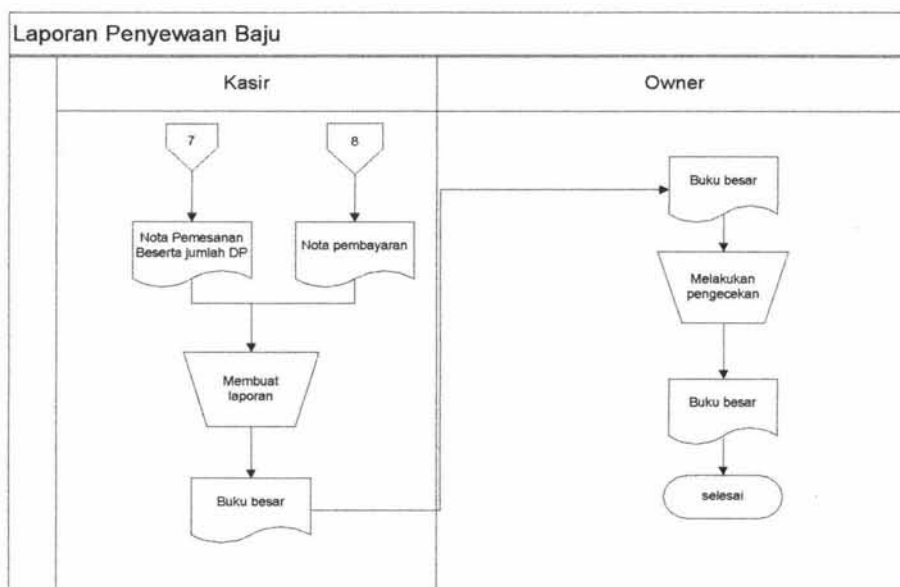 Laporan Penyewaan Baju
Kasir
Owner
7
8
Nota Pemesanan
Beserta jumlah DP
Nota pembayaran
Membuat
laporan
Buku besar
Buku besar
Melakukan
pengecekan
Buku besar
selesai